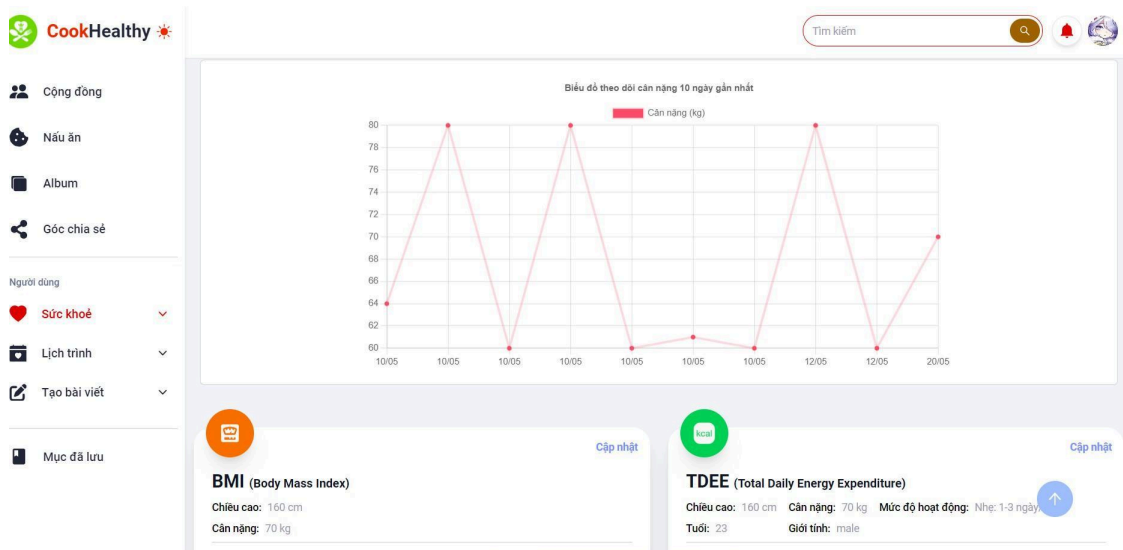 CookHealthy
Tìm kiếm
Cộng đồng
Nấu ăn
Album
Góc chia sẻ
Người dùng
Sức khoẻ
Lịch trình
Tạo bài viết
Mục đã lưu
Biểu đồ theo dõi cân nặng 10 ngày gần nhất
Cân nặng (kg)
80
78
76
74
72
70
68
66
64
62
60
10/05 10/05 10/05 10/05 10/05 10/05 10/05 12/05 12/05 20/05
Cập nhật
BMI (Body Mass Index)
Chiều cao: 160 cm
Cân nặng: 70 kg
kcal
Cập nhật
TDEE (Total Daily Energy Expenditure)
Chiều cao: 160 cm Cân nặng: 70 kg Mức độ hoạt động: Nhẹ: 1-3 ngày
Tuổi: 23 Giới tính: male